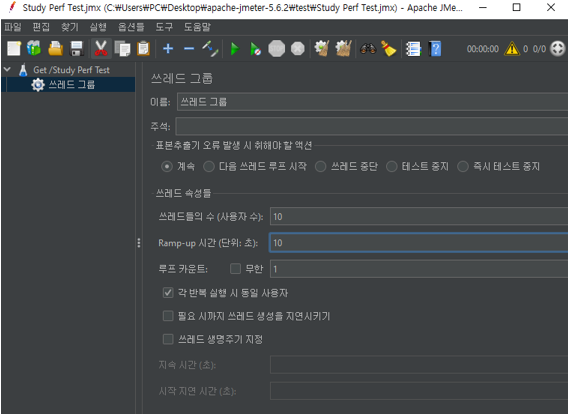 Study Perf Test.jmx (C:₩Users₩PC₩Desktop₩apache-jmeter-5.6.2₩test₩Study Perf Test.jmx) - Apache JMe...
파일 편집 찾기 실행 옵션들 도구 도움말
00:00:00 0 0/0
Get /Study Perf Test
쓰레드 그룹
쓰레드 그룹
이름: 쓰레드 그룹
주석:
표본추출기 오류 발생 시 취해야 할 액션
계속 다음 쓰레드 루프 시작 쓰레드 중단 테스트 중지 즉시 테스트 중지
쓰레드 속성들
쓰레드들의 수 (사용자 수): 10
Ramp-up 시간 (단위: 초): 10
루프 카운트: 무한 1
각 반복 실행 시 동일 사용자
필요 시까지 쓰레드 생성을 지연시키기
쓰레드 생명주기 지정
지속 시간 (초):
시작 지연 시간 (초):